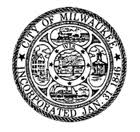 CITY OF MILWAUKEE
INCORPORATED JAN. 31 1846